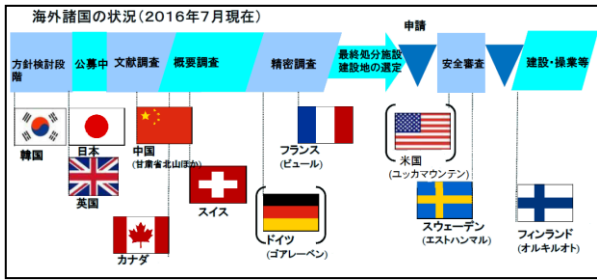 海外諸国の状況(2016年7月現在)
方針検討段階
公募中
文献調査
概要調査
精密調査
最終処分施設
建設地の選定
申請
安全審査
建設・操業等
韓国
日本
英国
中国
(甘粛省北山ほか)
カナダ
スイス
フランス
(ビュール)
ドイツ
(ゴアレーベン)
米国
(ユッカマウンテン)
スウェーデン
(エストハンマル)
フィンランド
(オルキルオト)